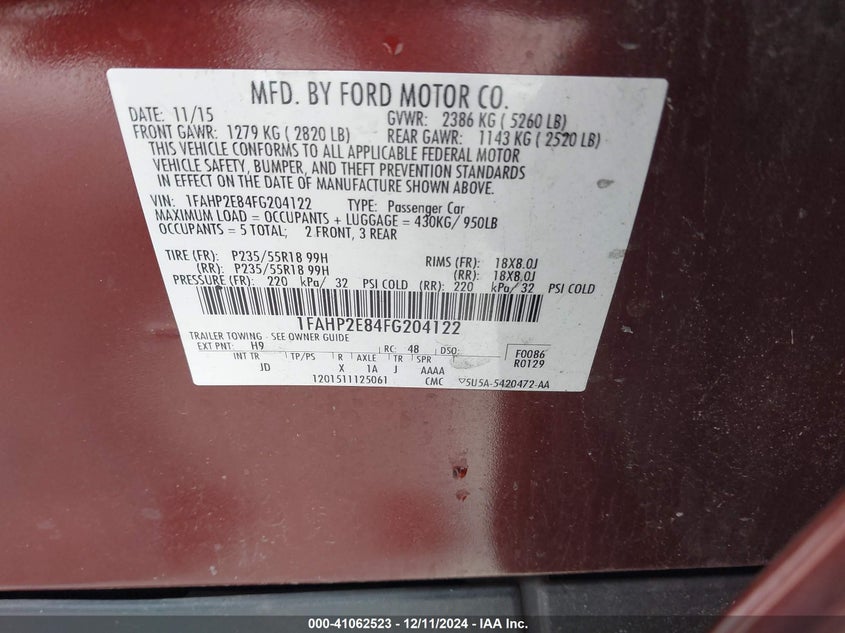 MFD. BY FORD MOTOR CO.
DATE: 11/15 GVWR: 2386 KG ( 5260 LB)
FRONT GAWR: 1279 KG ( 2820 LB) REAR GAWR: 1143 KG ( 2520 LB)
THIS VEHICLE CONFORMS TO ALL APPLICABLE FEDERAL MOTOR
VEHICLE SAFETY, BUMPER, AND THEFT PREVENTION STANDARDS
IN EFFECT ON THE DATE OF MANUFACTURE SHOWN ABOVE.
VIN: 1FAHP2E84FG204122 TYPE: Passenger Car
MAXIMUM LOAD = OCCUPANTS + LUGGAGE = 430KG/ 950LB
OCCUPANTS = 5 TOTAL; 2 FRONT, 3 REAR
TIRE (FR): P235/55R18 99H RIMS (FR): 18X8.0J
(RR): P235/55R18 99H (RR): 18X8.0J
PRESSURE (FR): 220 kPa/ 32 PSI COLD (RR): 220 kPa/ 32 PSI COLD
1FAHP2E84FG204122
TRAILER TOWING - SEE OWNER GUIDE
EXT PNT: H9 RC: 48 DSO: F0086
INT TR TP/PS R AXLE TR SPR R0129
JD X 1A J AAAA
1201511125061 CMC ▽5U5A-5420472-AA
000-41062523 - 12/11/2024 - IAAI.COM